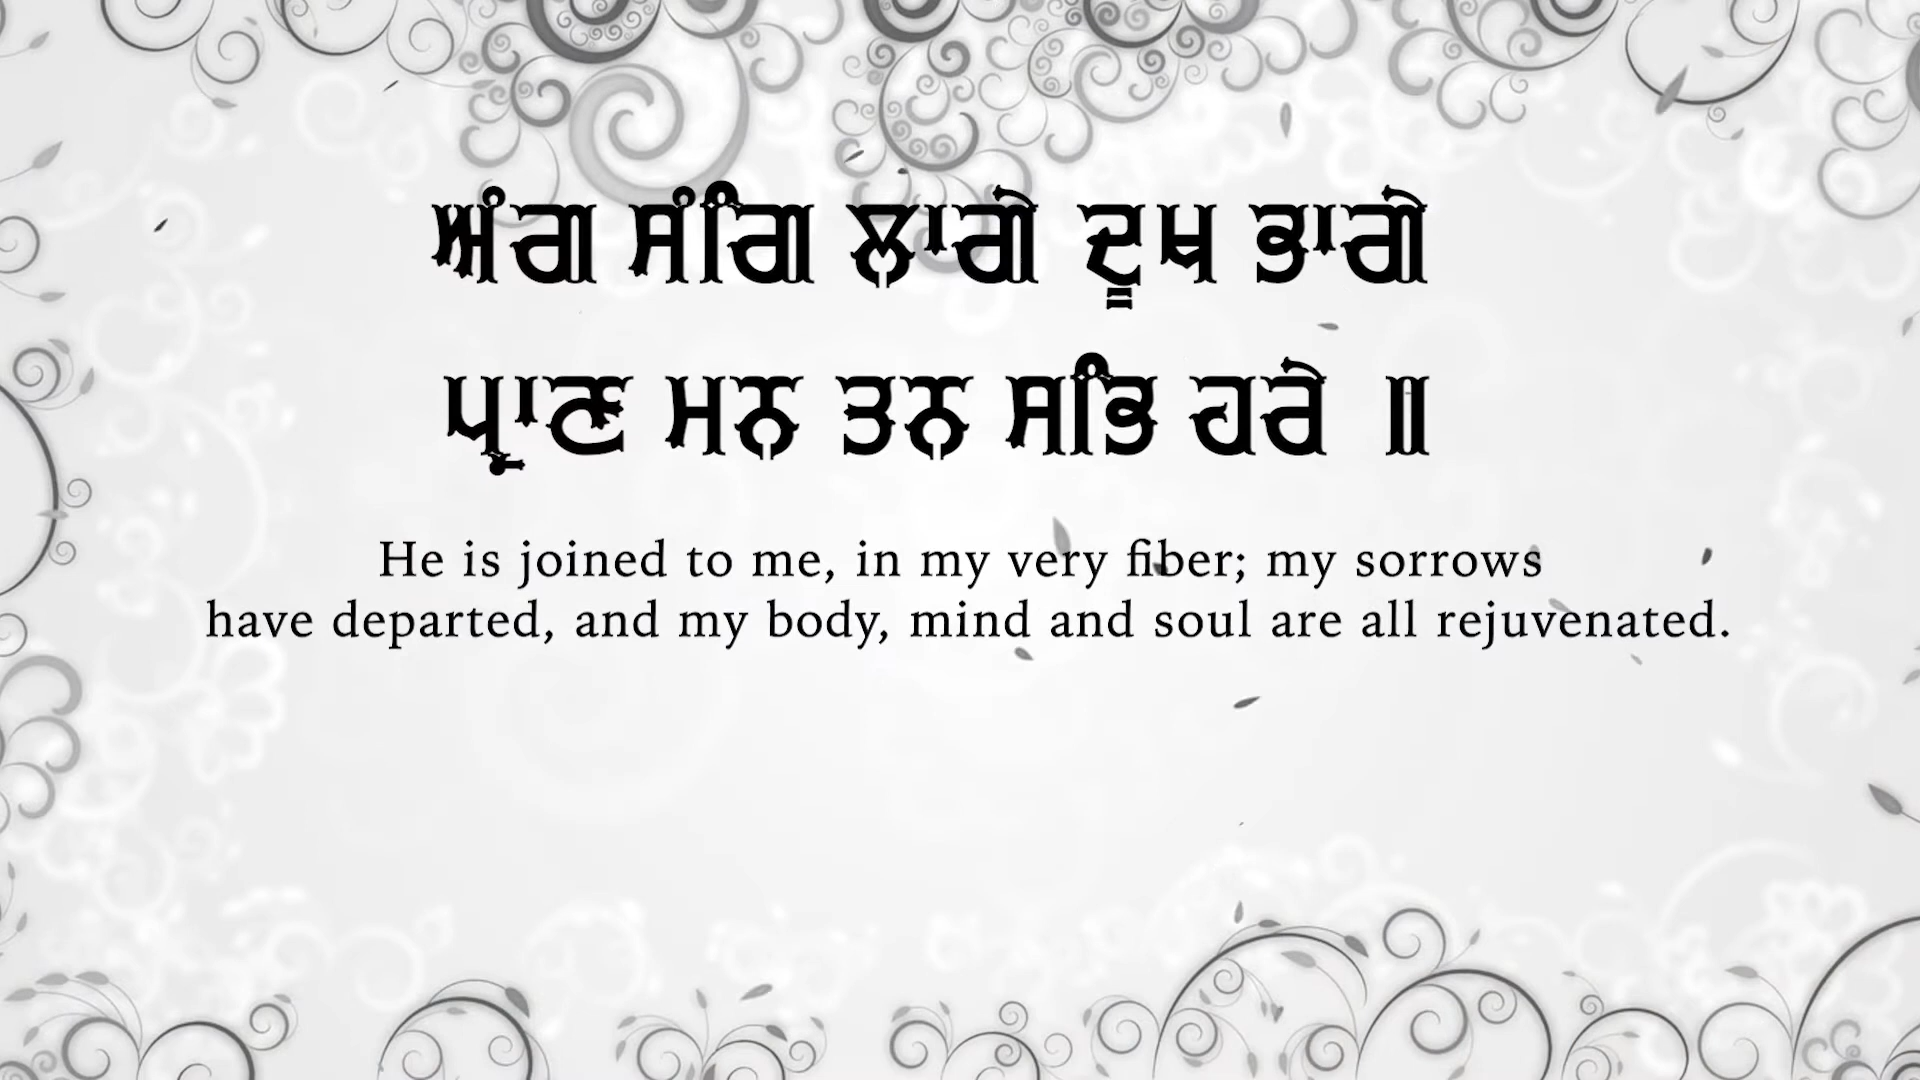 ਅੰਗ ਸੰਗਿ ਲਾਗੇ ਦੂਖ ਭਾਗੇ
ਪ੍ਰਾਣ ਮਨ ਤਨ ਸਭਿ ਹਰੇ ॥
He is joined to me, in my very fiber; my sorrows
have departed, and my body, mind and soul are all rejuvenated.